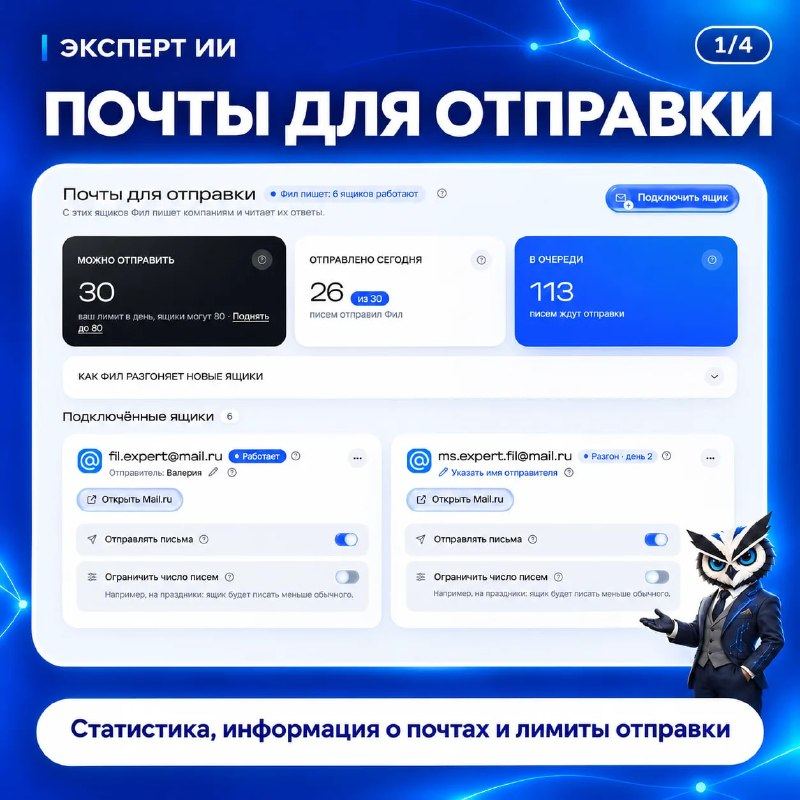 ЭКСПЕРТ ИИ
1/4
ПОЧТЫ ДЛЯ ОТПРАВКИ
Почты для отправки
Фил пишет: 6 ящиков работают
Подключить ящик
С этих ящиков Фил пишет компаниям и читает их ответы.
МОЖНО ОТПРАВИТЬ
30
ваш лимит в день, ящики могут 80 · Поднять
до 80
ОТПРАВЛЕНО СЕГОДНЯ
26 из 30
писем отправил Фил
В ОЧЕРЕДИ
113
писем ждут отправки
КАК ФИЛ РАЗГОНЯЕТ НОВЫЕ ЯЩИКИ
Подключённые ящики 6
fil.expert@mail.ru
Работает
Отправитель: Валерия
Открыть Mail.ru
Отправлять письма
Ограничить число писем
Например, на праздники: ящик будет писать меньше обычного.
ms.expert.fil@mail.ru
Разгон · день 2
Указать имя отправителя
Открыть Mail.ru
Отправлять письма
Ограничить число писем
Например, на праздники: ящик будет писать меньше обычного.
Статистика, информация о почтах и лимиты отправки